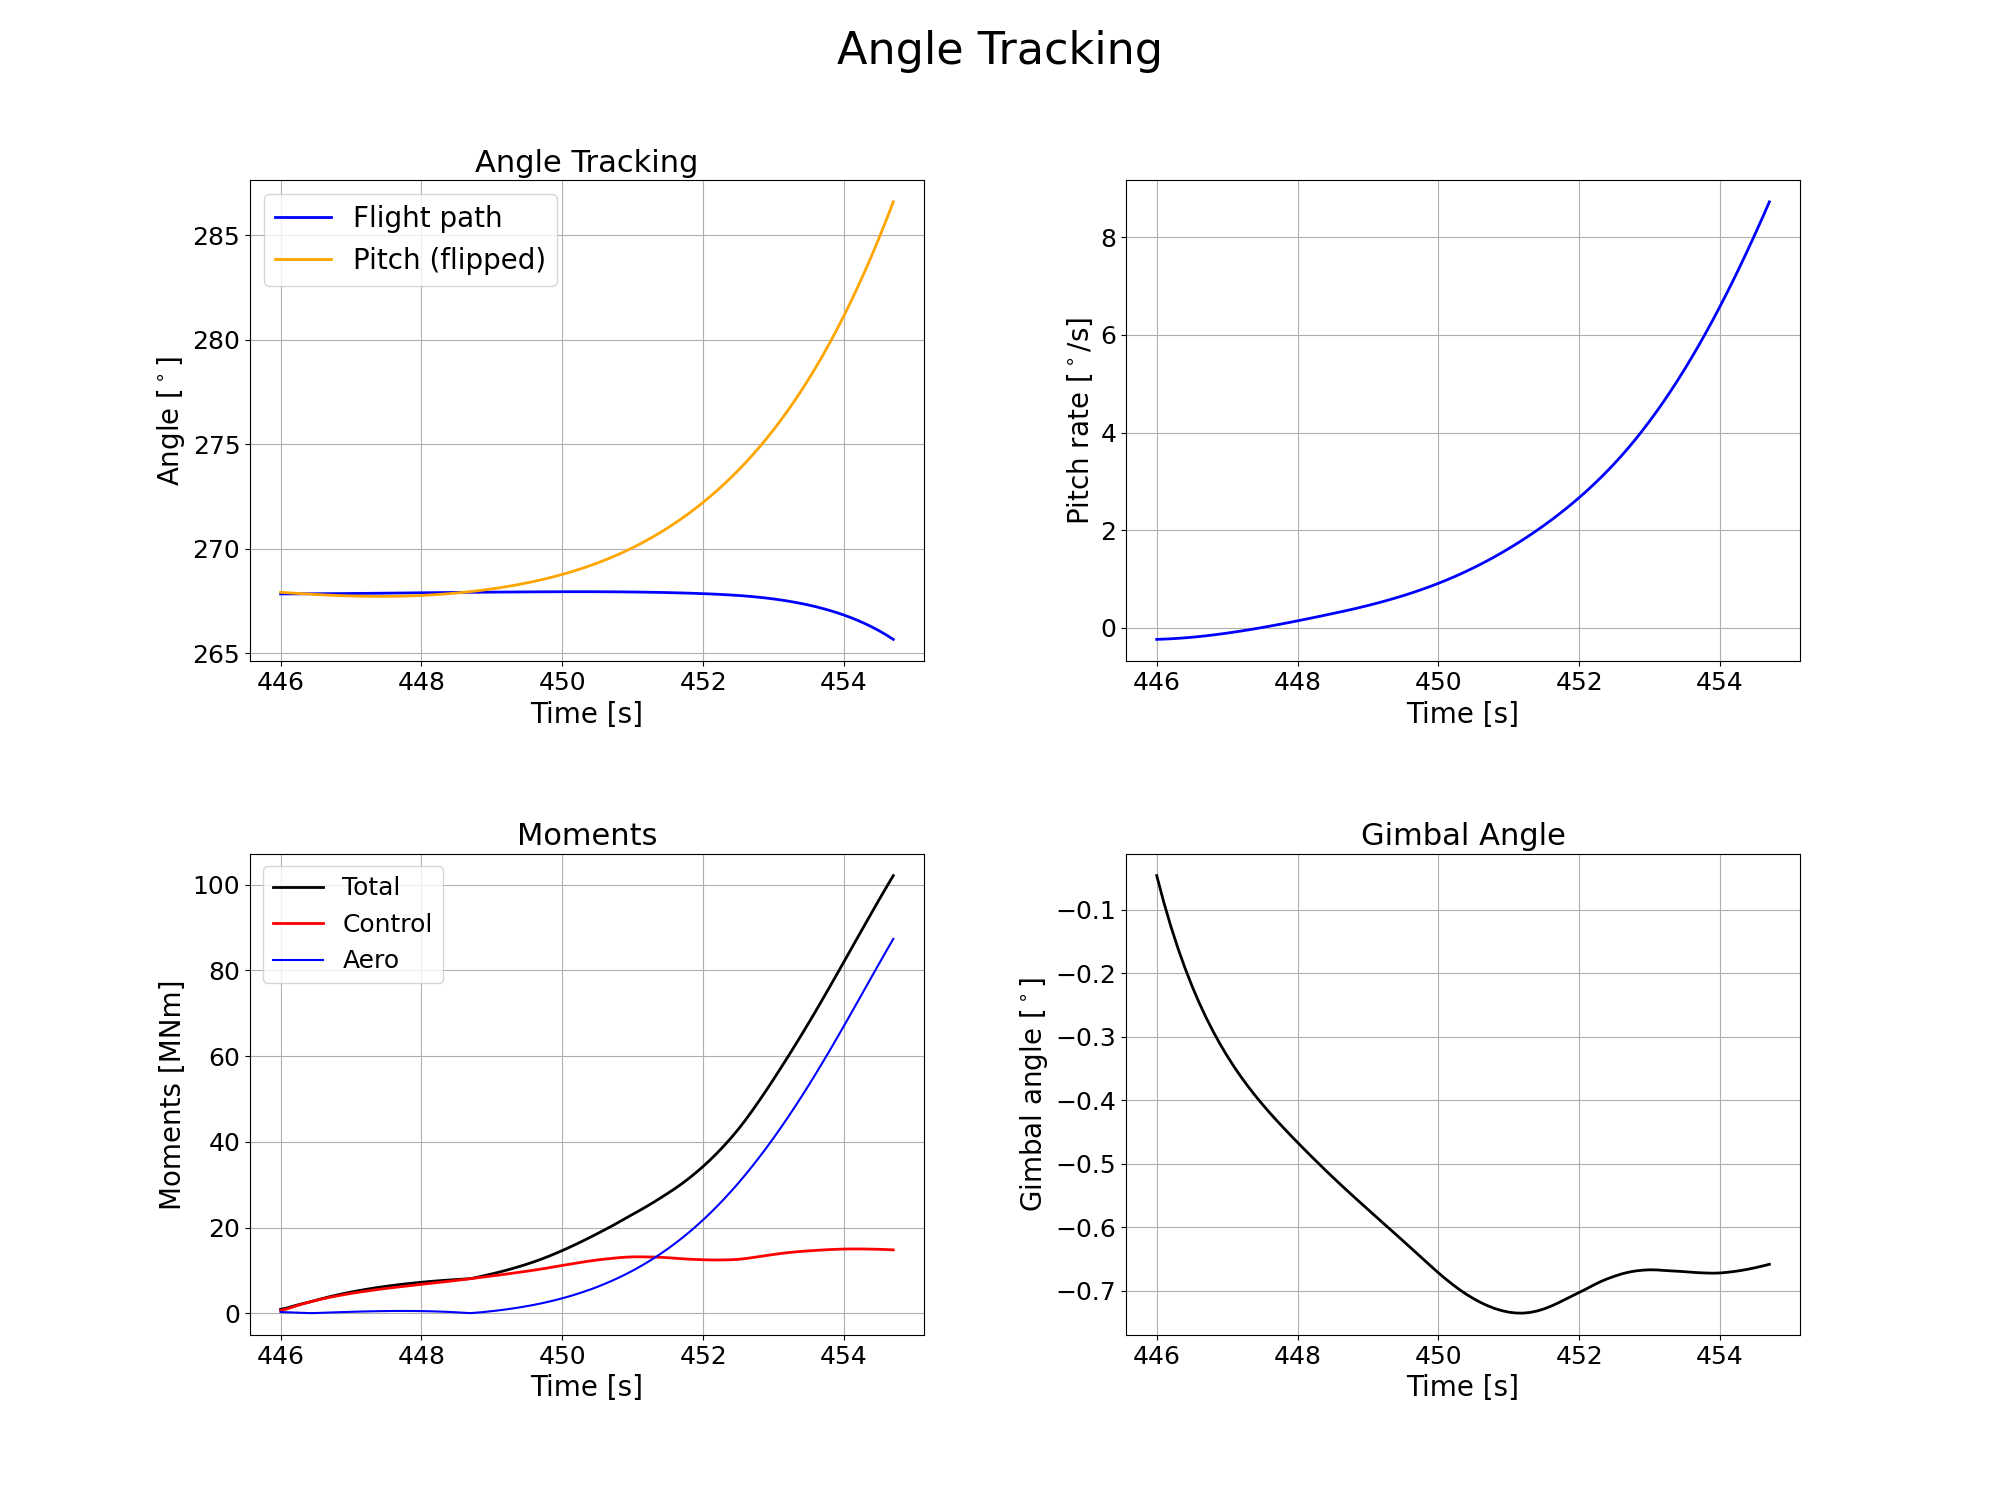 Angle Tracking
Angle Tracking
Flight path
Pitch (flipped)
285
280
275
270
265
Angle [ ° ]
446 448 450 452 454
Time [s]
8
6
4
2
0
Pitch rate [ ° /s]
446 448 450 452 454
Time [s]
Moments
Total
Control
Aero
100
80
60
40
20
0
Moments [MNm]
446 448 450 452 454
Time [s]
Gimbal Angle
−0.1
−0.2
−0.3
−0.4
−0.5
−0.6
−0.7
Gimbal angle [ ° ]
446 448 450 452 454
Time [s]